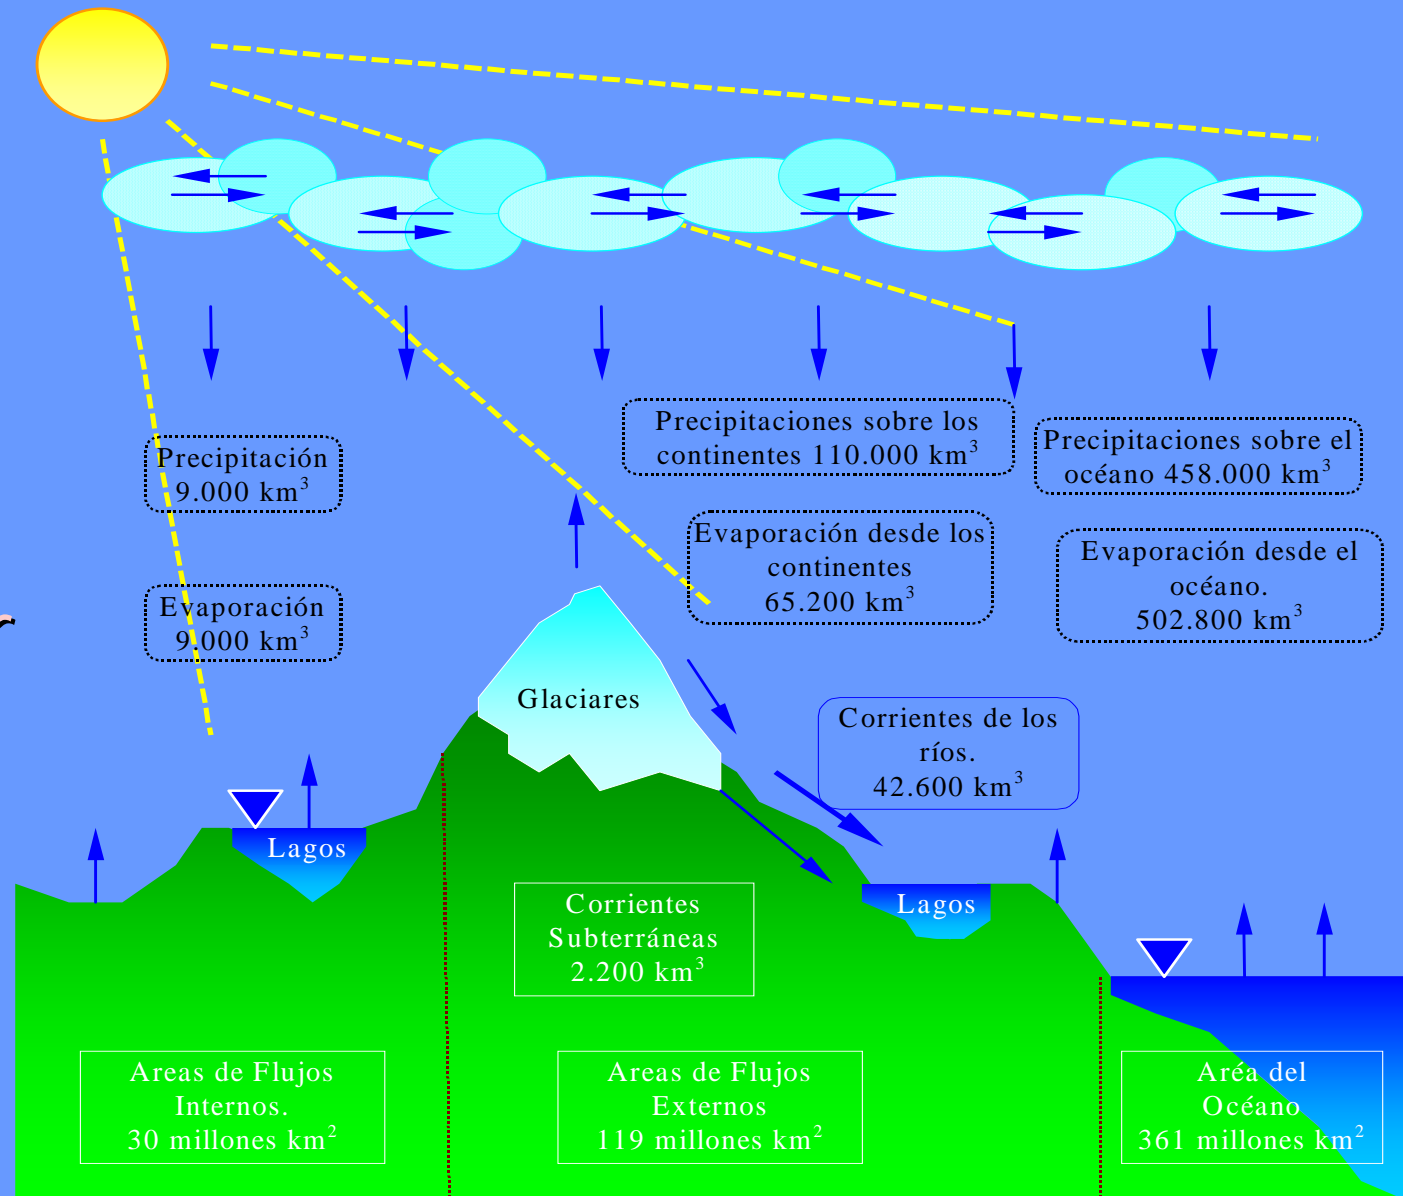 Precipitaciones sobre los
continentes 110.000 km³
Precipitaciones sobre el
océano 458.000 km³
Precipitación
9.000 km³
Evaporación desde los
continentes
65.200 km³
Evaporación desde el
océano.
502.800 km³
Evaporación
9.000 km³
Glaciares
Corrientes de los
ríos.
42.600 km³
Lagos
Lagos
Corrientes
Subterráneas
2.200 km³
Areas de Flujos
Internos.
30 millones km²
Areas de Flujos
Externos
119 millones km²
Aréa del
Océano
361 millones km²